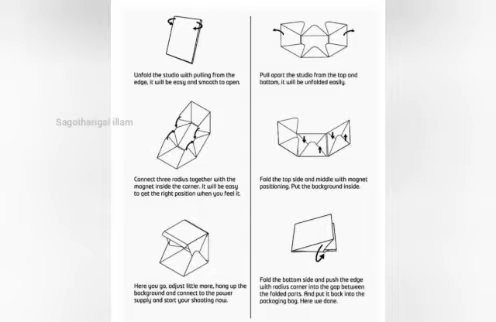 Unfold the studio with pulling from the
edge, it will be easy and smooth to open.
Connect three radius together with the
magnet inside the corner. It will be easy
to get the right position when you feel it.
Here you go, adjust little more, hang up the
background and connect to the power
supply and start your shooting now.
Pull apart the studio from the top and
bottom, it will be unfolded easily.
Fold the top side and middle with magnet
positioning. Put the background inside.
Fold the bottom side and push the edge
with radius corner into the gap between
the folded parts. And put it back into the
packaging bag. Here we done.
Sagothangal illam